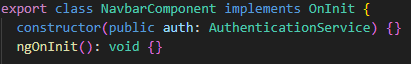 export class NavbarComponent implements OnInit {
constructor(public auth: AuthenticationService) {}
ngOnInit(): void {}